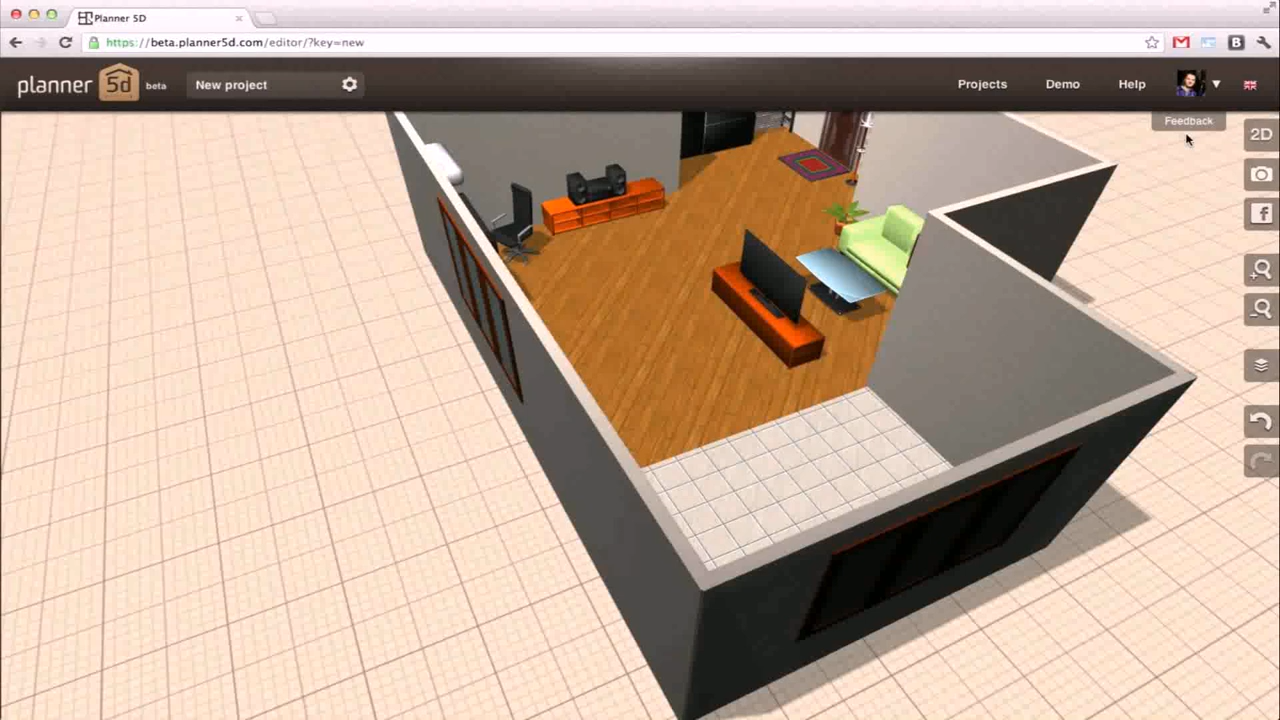 Planner 5D
https://beta.planner5d.com/editor/?key=new
B
planner 5d beta
New project
Projects
Demo
Help
Feedback
2D
f